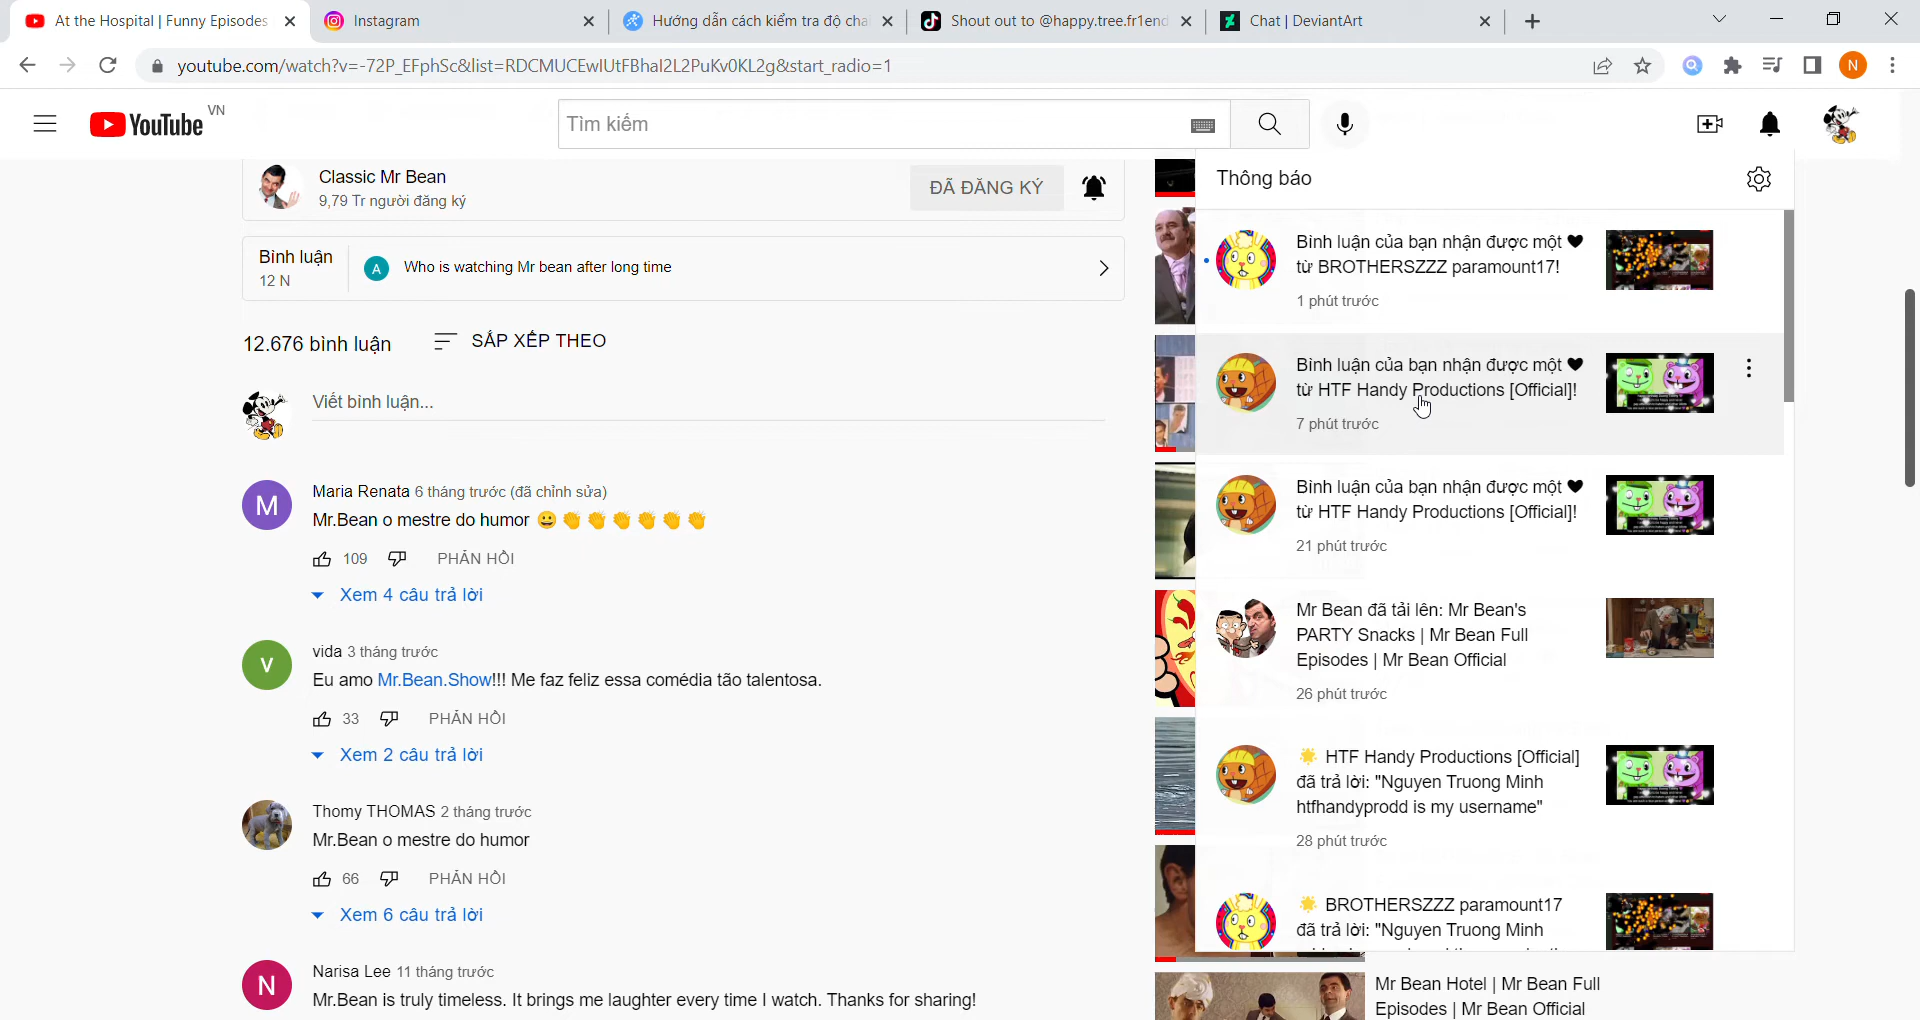 At the Hospital | Funny Episodes
Instagram
Hướng dẫn cách kiểm tra độ cha
Shout out to @happy.tree.fr1end
Chat | DeviantArt
youtube.com/watch?v=-72P_EFphSc&list=RDCMUCEwIUtFBhal2L2PuKv0KL2g&start_radio=1
N
YouTube VN
Tìm kiếm
Classic Mr Bean
9,79 Tr người đăng ký
ĐÃ ĐĂNG KÝ
Bình luận
12 N
A
Who is watching Mr bean after long time
12.676 bình luận
SẮP XẾP THEO
Viết bình luận...
M
Maria Renata 6 tháng trước (đã chỉnh sửa)
Mr.Bean o mestre do humor 😀👏👏👏👏👏👏
109 PHẢN HỒI
Xem 4 câu trả lời
V
vida 3 tháng trước
Eu amo Mr.Bean.Show!!! Me faz feliz essa comédia tão talentosa.
33 PHẢN HỒI
Xem 2 câu trả lời
Thomy THOMAS 2 tháng trước
Mr.Bean o mestre do humor
66 PHẢN HỒI
Xem 6 câu trả lời
N
Narisa Lee 11 tháng trước
Mr.Bean is truly timeless. It brings me laughter every time I watch. Thanks for sharing!
Thông báo
Bình luận của bạn nhận được một ♥
từ BROTHERSZZZ paramount17!
1 phút trước
Bình luận của bạn nhận được một ♥
từ HTF Handy Productions [Official]!
7 phút trước
Bình luận của bạn nhận được một ♥
từ HTF Handy Productions [Official]!
21 phút trước
Mr Bean đã tải lên: Mr Bean's
PARTY Snacks | Mr Bean Full
Episodes | Mr Bean Official
26 phút trước
🌟 HTF Handy Productions [Official]
đã trả lời: "Nguyen Truong Minh
htfhandyprodd is my username"
28 phút trước
🌟 BROTHERSZZZ paramount17
đã trả lời: "Nguyen Truong Minh
Mr Bean Hotel | Mr Bean Full
Episodes | Mr Bean Official